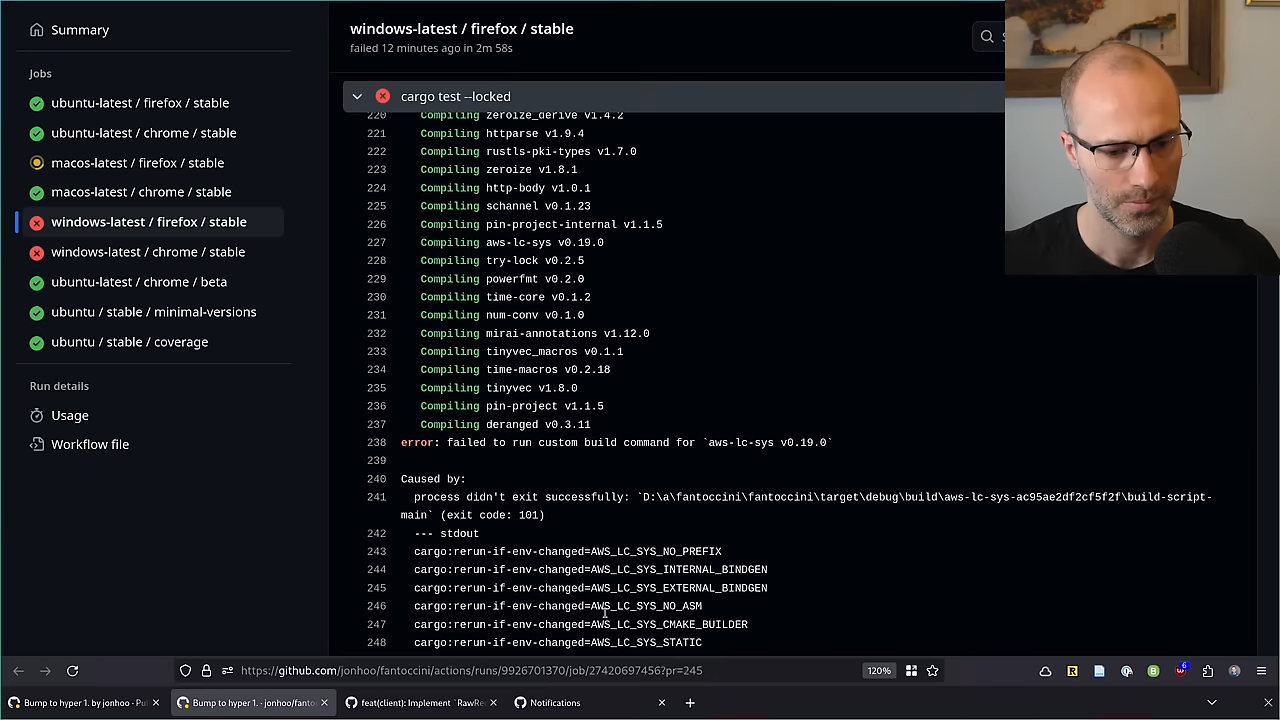 Summary
Jobs
ubuntu-latest / firefox / stable
ubuntu-latest / chrome / stable
macos-latest / firefox / stable
macos-latest / chrome / stable
windows-latest / firefox / stable
windows-latest / chrome / stable
ubuntu-latest / chrome / beta
ubuntu / stable / minimal-versions
ubuntu / stable / coverage
Run details
Usage
Workflow file
windows-latest / firefox / stable
failed 12 minutes ago in 2m 58s
cargo test --locked
220 Compiling zeroize_derive v1.4.2
221 Compiling httparse v1.9.4
222 Compiling rustls-pki-types v1.7.0
223 Compiling zeroize v1.8.1
224 Compiling http-body v1.0.1
225 Compiling schannel v0.1.23
226 Compiling pin-project-internal v1.1.5
227 Compiling aws-lc-sys v0.19.0
228 Compiling try-lock v0.2.5
229 Compiling powerfmt v0.2.0
230 Compiling time-core v0.1.2
231 Compiling num-conv v0.1.0
232 Compiling mirai-annotations v1.12.0
233 Compiling tinyvec_macros v0.1.1
234 Compiling time-macros v0.2.18
235 Compiling tinyvec v1.8.0
236 Compiling pin-project v1.1.5
237 Compiling deranged v0.3.11
238 error: failed to run custom build command for `aws-lc-sys v0.19.0`
239
240 Caused by:
241 process didn't exit successfully: `D:\a\fantoccini\fantoccini\target\debug\build\aws-lc-sys-ac95ae2df2cf5f2f\build-script-
main` (exit code: 101)
242 --- stdout
243 cargo:rerun-if-env-changed=AWS_LC_SYS_NO_PREFIX
244 cargo:rerun-if-env-changed=AWS_LC_SYS_INTERNAL_BINDGEN
245 cargo:rerun-if-env-changed=AWS_LC_SYS_EXTERNAL_BINDGEN
246 cargo:rerun-if-env-changed=AWS_LC_SYS_NO_ASM
247 cargo:rerun-if-env-changed=AWS_LC_SYS_CMAKE_BUILDER
248 cargo:rerun-if-env-changed=AWS_LC_SYS_STATIC
https://github.com/jonhoo/fantoccini/actions/runs/9926701370/job/27420697456?pr=245
120%
6
Bump to hyper 1. by jonhoo · Pu
Bump to hyper 1. · jonhoo/fanto
feat(client): Implement `RawRe
Notifications